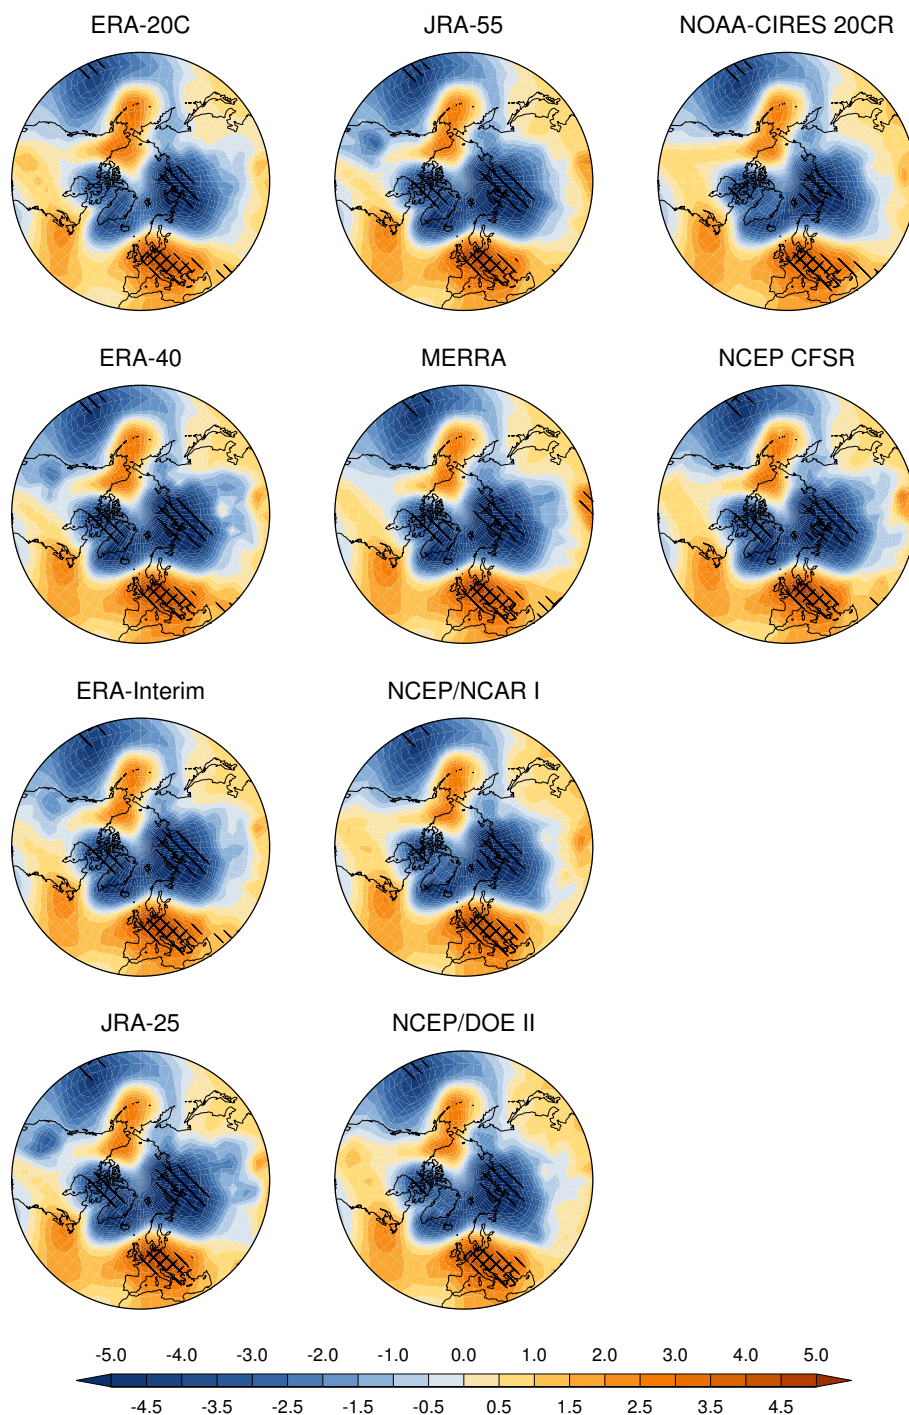 ERA-20C JRA-55 NOAA-CIRES 20CR
ERA-40 MERRA NCEP CFSR
ERA-Interim NCEP/NCAR I
JRA-25 NCEP/DOE II
-5.0 -4.0 -3.0 -2.0 -1.0 0.0 1.0 2.0 3.0 4.0 5.0
-4.5 -3.5 -2.5 -1.5 -0.5 0.5 1.5 2.5 3.5 4.5